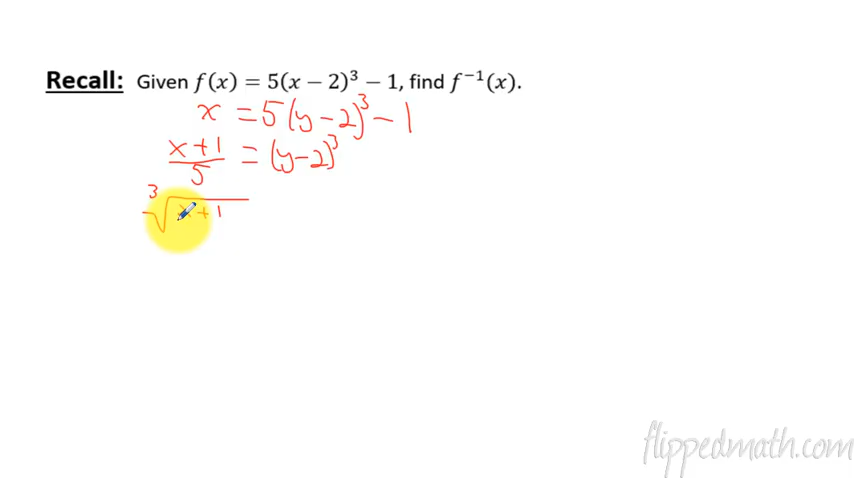 Recall: Given f(x) = 5(x − 2)³ − 1, find f⁻¹(x).
x = 5(y − 2)³ − 1
x + 1 / 5 = (y − 2)³
∛x + 1
flippedmath.com